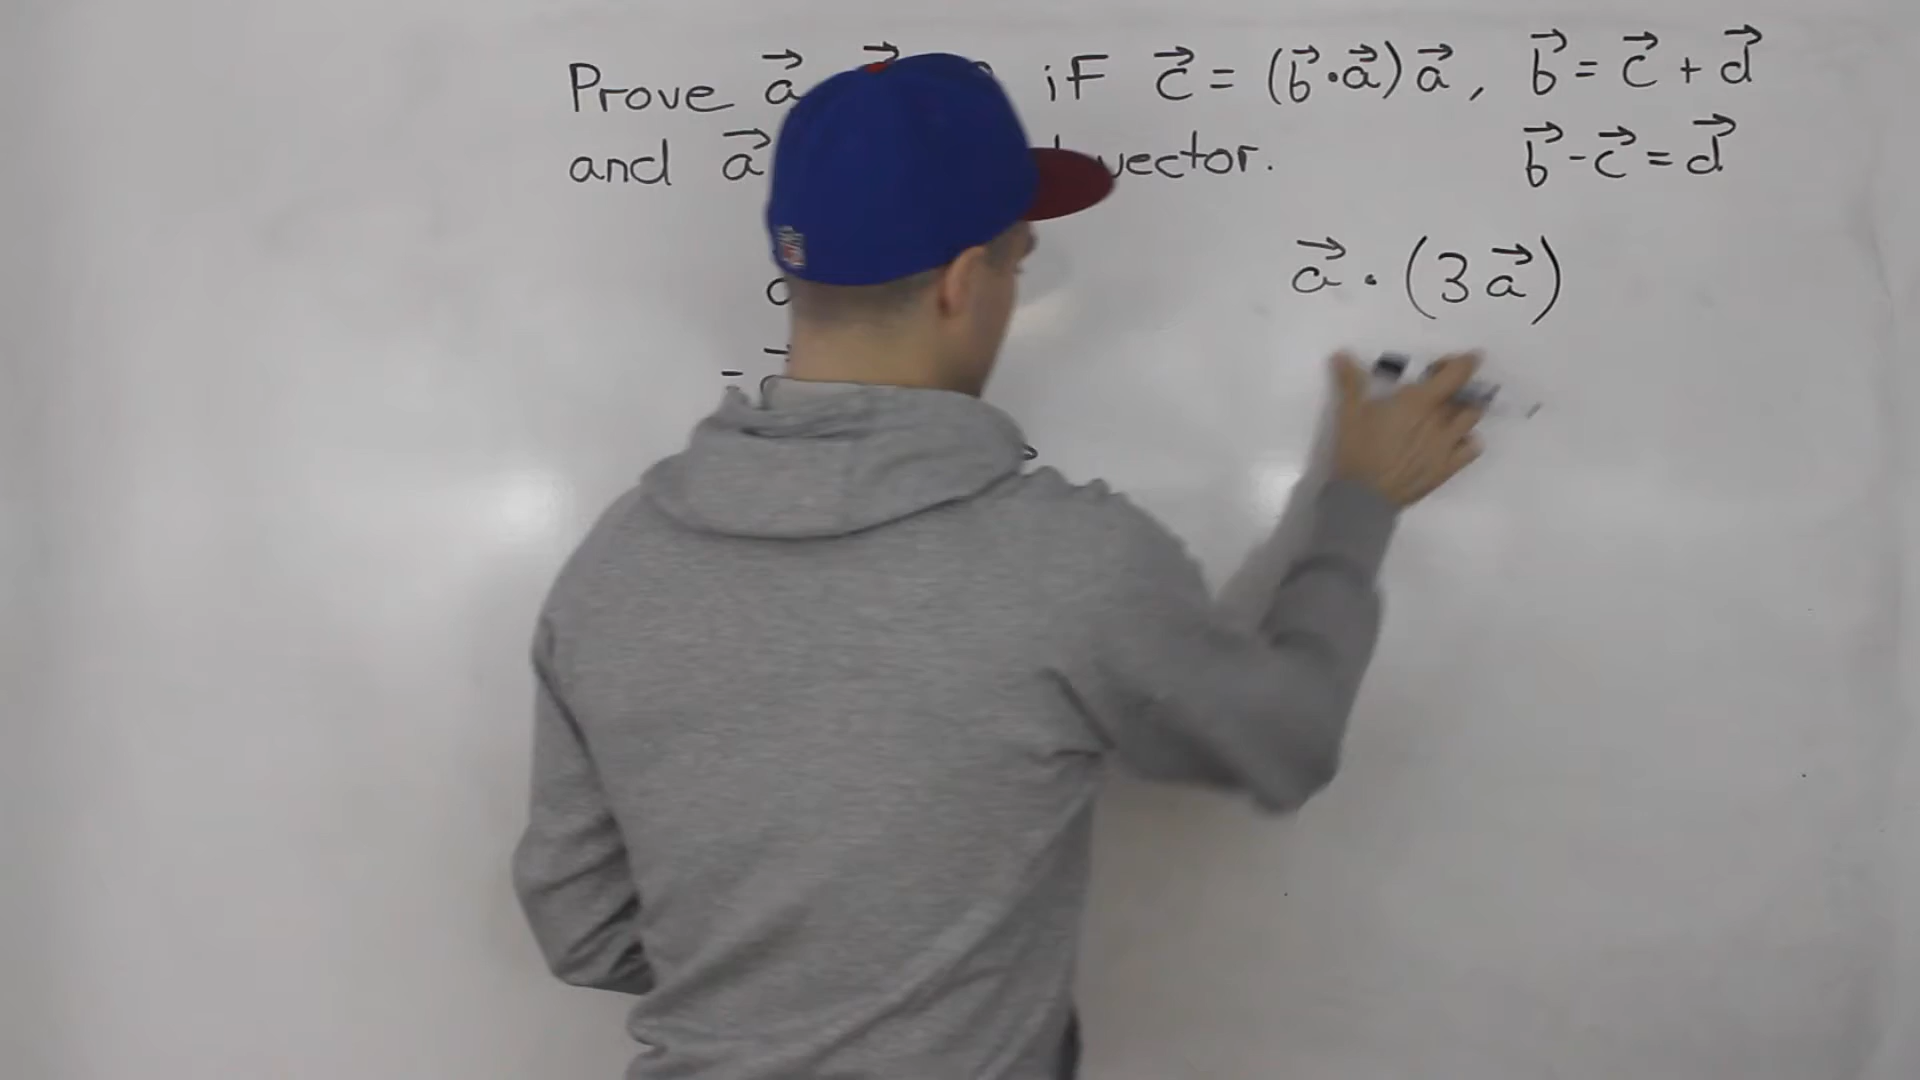 Prove a⃗ iF c⃗ = (b⃗·a⃗)a⃗, b⃗ = c⃗ + d⃗
and a⃗ vector. b⃗ - c⃗ = d⃗
a⃗ · (3a⃗)